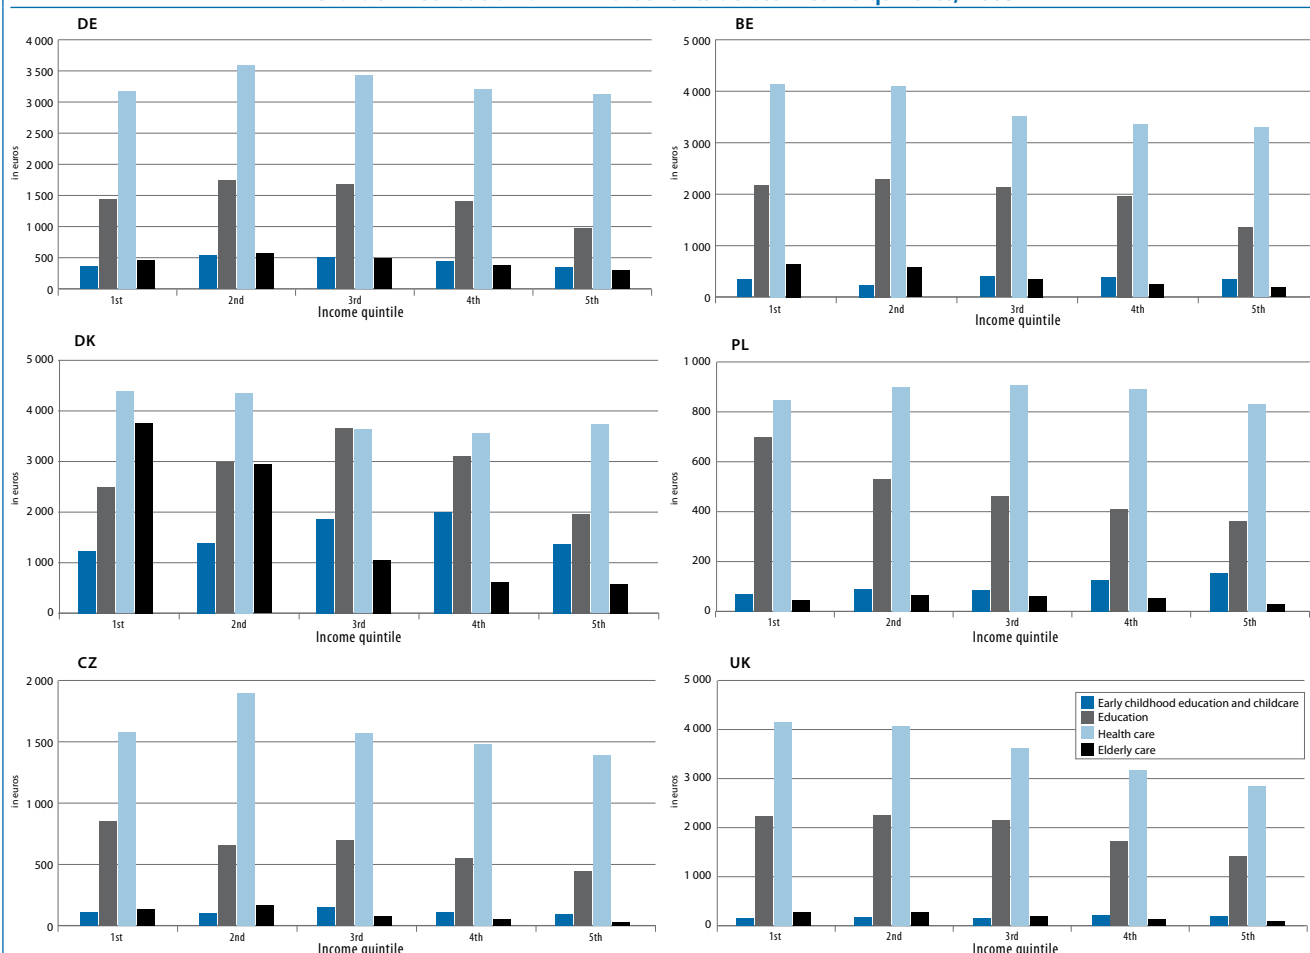 DE
4 000
3 500
3 000
2 500
2 000
1 500
1 000
500
0
in euros
1st 2nd 3rd 4th 5th
Income quintile
BE
5 000
4 000
3 000
2 000
1 000
0
in euros
1st 2nd 3rd 4th 5th
Income quintile
DK
5 000
4 000
3 000
2 000
1 000
0
in euros
1st 2nd 3rd 4th 5th
Income quintile
PL
1 000
800
600
400
200
0
in euros
1st 2nd 3rd 4th 5th
Income quintile
CZ
2 000
1 500
1 000
500
0
in euros
1st 2nd 3rd 4th 5th
Income quintile
UK
5 000
4 000
3 000
2 000
1 000
0
in euros
Early childhood education and childcare
Education
Health care
Elderly care
1st 2nd 3rd 4th 5th
Income quintile